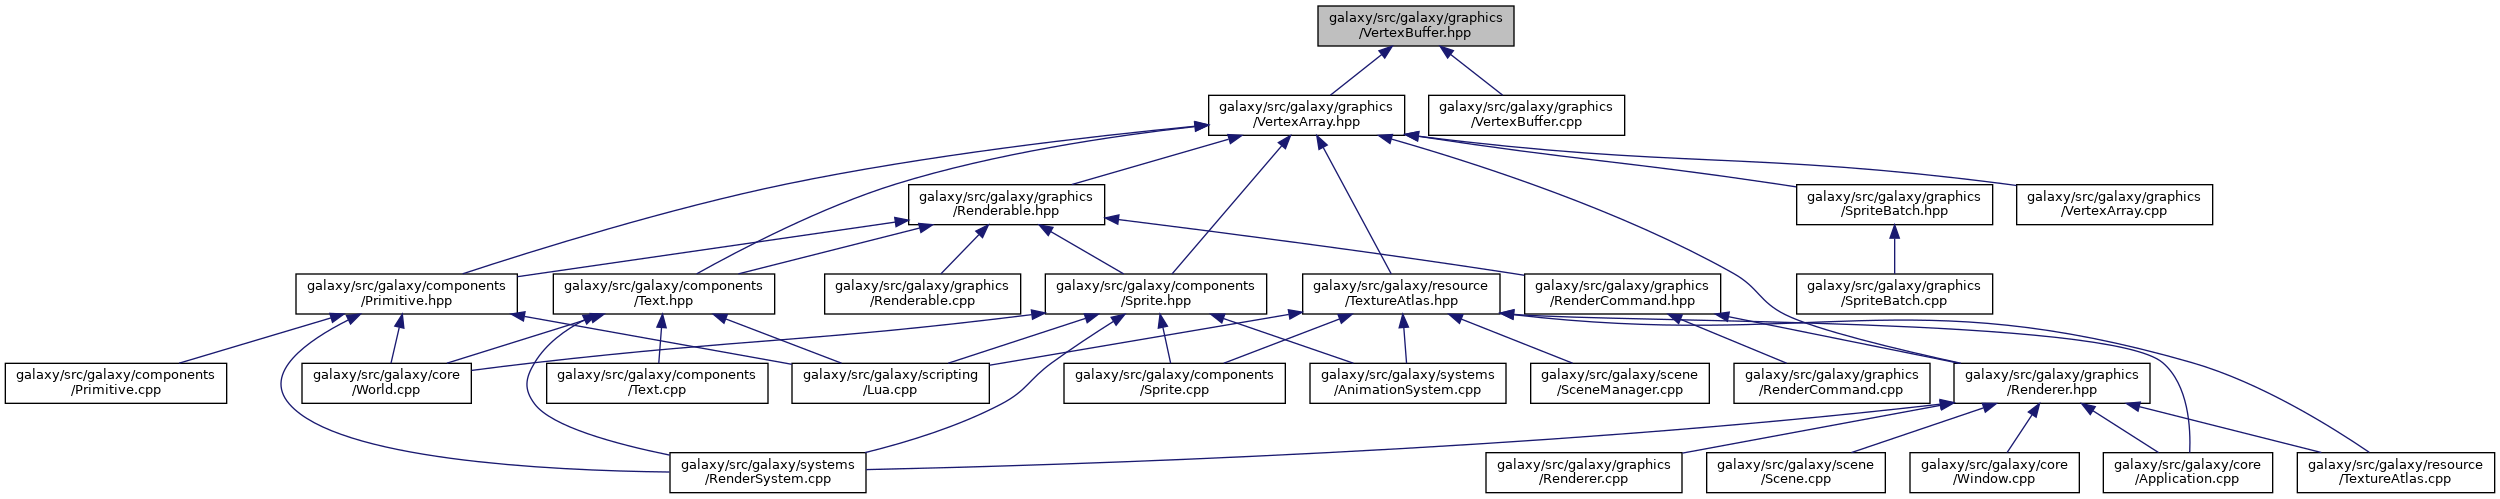 galaxy/src/galaxy/graphics
/VertexBuffer.hpp
galaxy/src/galaxy/graphics
/VertexArray.hpp
galaxy/src/galaxy/graphics
/VertexBuffer.cpp
galaxy/src/galaxy/graphics
/Renderable.hpp
galaxy/src/galaxy/graphics
/SpriteBatch.hpp
galaxy/src/galaxy/graphics
/VertexArray.cpp
galaxy/src/galaxy/components
/Primitive.hpp
galaxy/src/galaxy/components
/Text.hpp
galaxy/src/galaxy/graphics
/Renderable.cpp
galaxy/src/galaxy/components
/Sprite.hpp
galaxy/src/galaxy/resource
/TextureAtlas.hpp
galaxy/src/galaxy/graphics
/RenderCommand.hpp
galaxy/src/galaxy/graphics
/SpriteBatch.cpp
galaxy/src/galaxy/components
/Primitive.cpp
galaxy/src/galaxy/core
/World.cpp
galaxy/src/galaxy/components
/Text.cpp
galaxy/src/galaxy/scripting
/Lua.cpp
galaxy/src/galaxy/components
/Sprite.cpp
galaxy/src/galaxy/systems
/AnimationSystem.cpp
galaxy/src/galaxy/scene
/SceneManager.cpp
galaxy/src/galaxy/graphics
/RenderCommand.cpp
galaxy/src/galaxy/graphics
/Renderer.hpp
galaxy/src/galaxy/systems
/RenderSystem.cpp
galaxy/src/galaxy/graphics
/Renderer.cpp
galaxy/src/galaxy/scene
/Scene.cpp
galaxy/src/galaxy/core
/Window.cpp
galaxy/src/galaxy/core
/Application.cpp
galaxy/src/galaxy/resource
/TextureAtlas.cpp